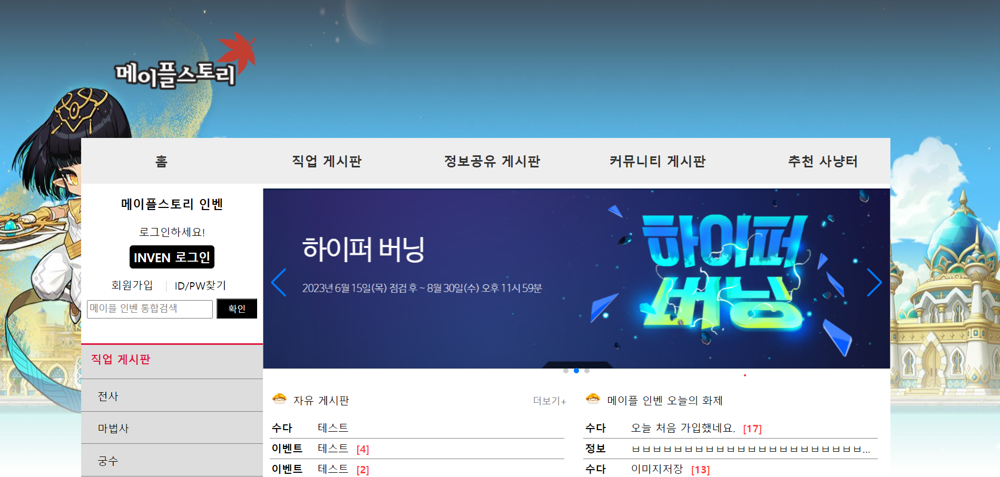 메이플스토리
홈 직업 게시판 정보공유 게시판 커뮤니티 게시판 추천 사냥터
메이플스토리 인벤
로그인하세요!
INVEN 로그인
회원가입 | ID/PW찾기
메이플 인벤 통합검색 확인
직업 게시판
전사
마법사
궁수
하이퍼 버닝
2023년 6월 15일(목) 점검 후 ~ 8월 30일(수) 오후 11시 59분
하이퍼
버닝
자유 게시판 더보기+
수다 테스트
이벤트 테스트 [4]
이벤트 테스트 [2]
메이플 인벤 오늘의 화제
수다 오늘 처음 가입했네요. [17]
정보 ㅂㅂㅂㅂㅂㅂㅂㅂㅂㅂㅂㅂㅂㅂㅂㅂㅂㅂㅂㅂㅂㅂ...
수다 이미지저장 [13]